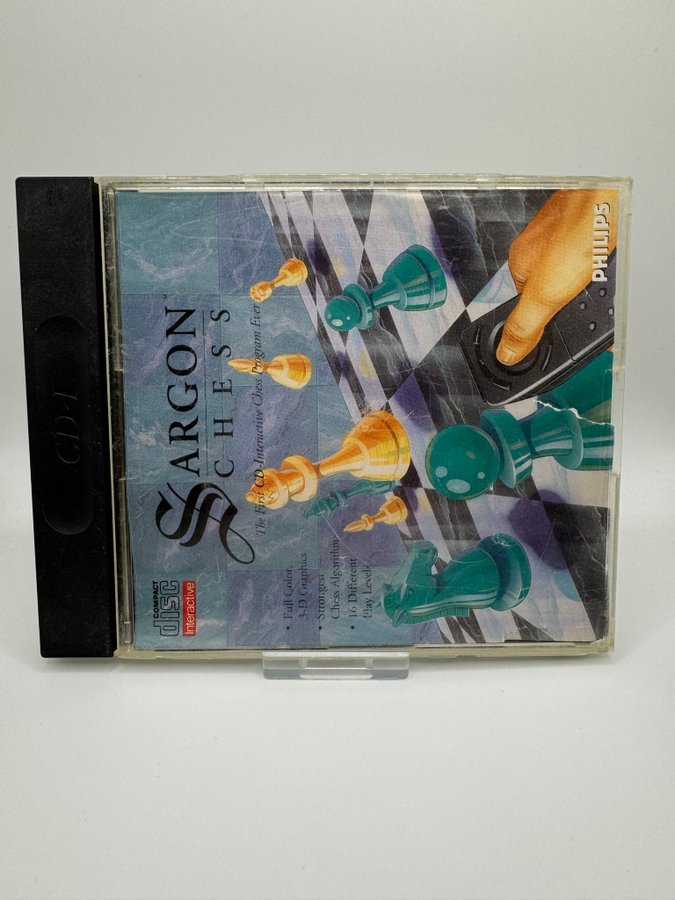 CD-I
SARGON™
CHESS
The First CD-Interactive Chess Program Ever
COMPACT
disc
Interactive
• Full Color,
3-D Graphics
• Strongest
Chess Algorithm
• 16 Different
Play Levels
PHILIPS